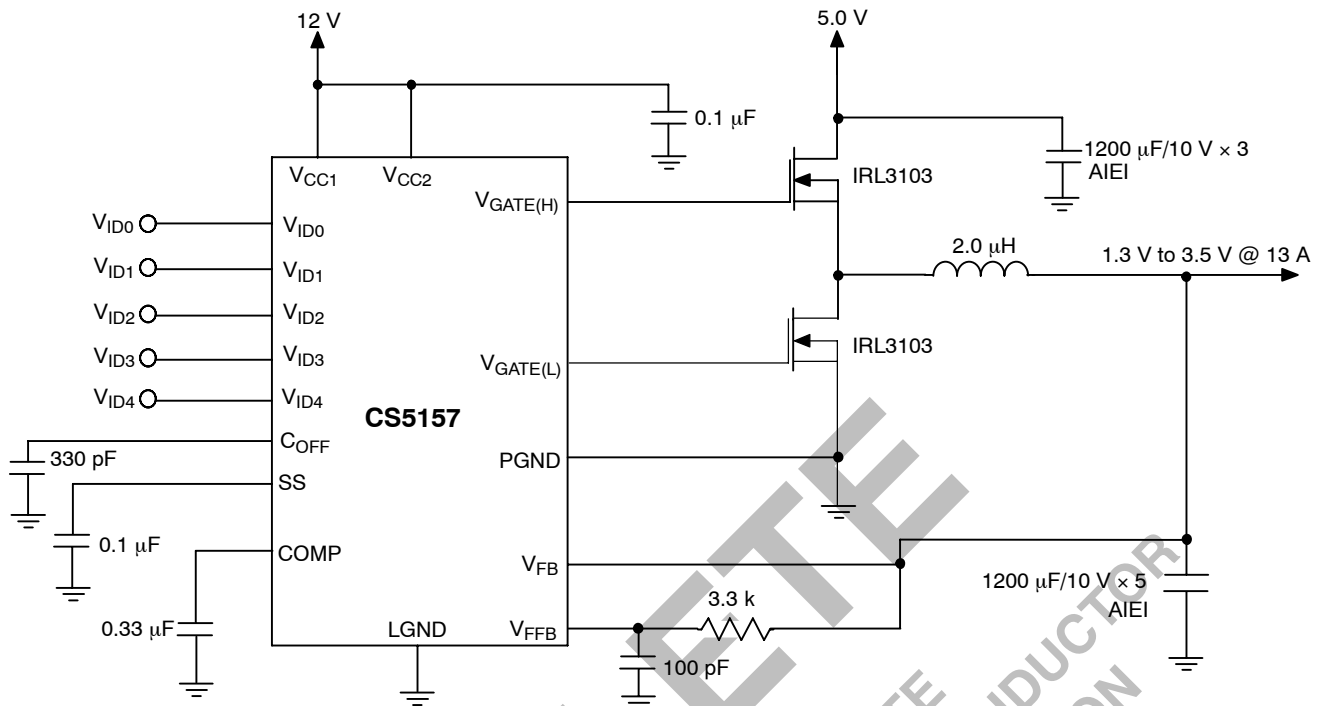 12 V
5.0 V
0.1 μF
1200 μF/10 V × 3
AIEI
VCC1
VCC2
IRL3103
VGATE(H)
VID0
VID0
VID1
VID1
VID2
VID2
VID3
VID3
VID4
VID4
2.0 μH
1.3 V to 3.5 V @ 13 A
IRL3103
VGATE(L)
CS5157
COFF
330 pF
SS
PGND
0.1 μF
COMP
VFB
1200 μF/10 V × 5
AIEI
3.3 k
0.33 μF
LGND
VFFB
100 pF
ETE